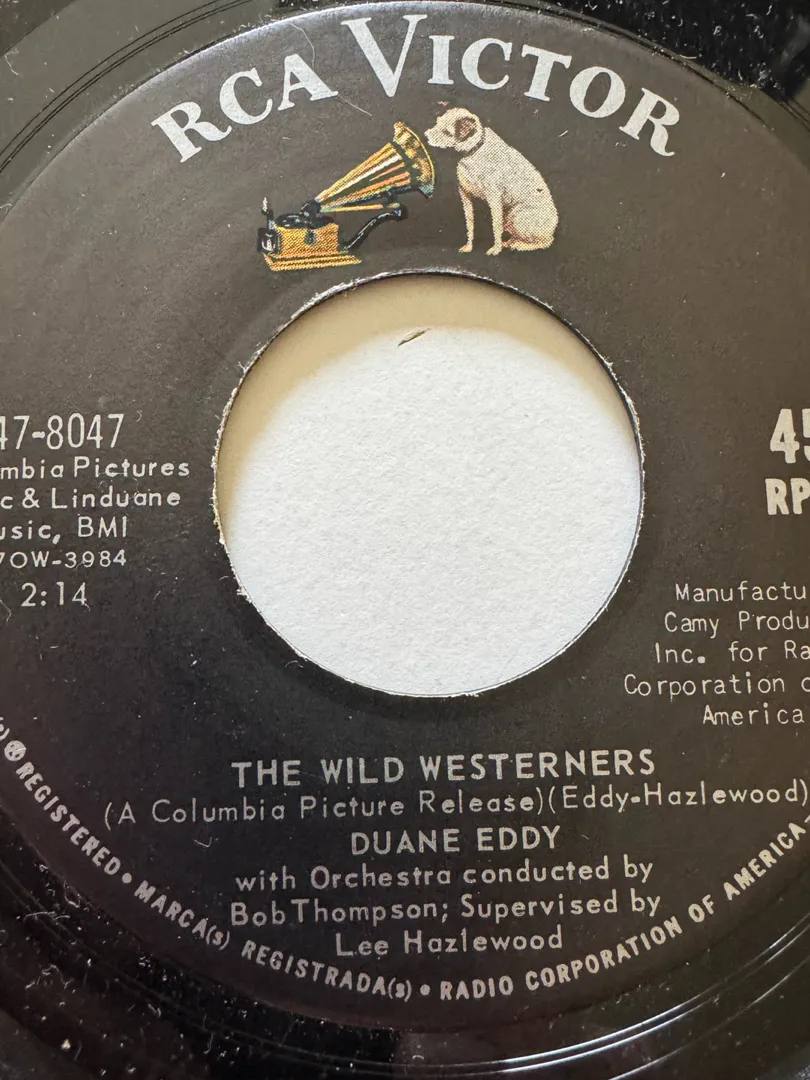 RCA VICTOR
47-8047
mbia Pictures
c & Linduane
usic, BMI
7OW-3984
2:14
45
RP
Manufactu
Camy Produ
Inc. for Ra
Corporation o
America
THE WILD WESTERNERS
(A Columbia Picture Release)(Eddy-Hazlewood)
DUANE EDDY
with Orchestra conducted by
Bob Thompson; Supervised by
Lee Hazlewood
(s) ® REGISTERED • MARCA(s) REGISTRADA(s) • RADIO CORPORATION OF AMERICA-